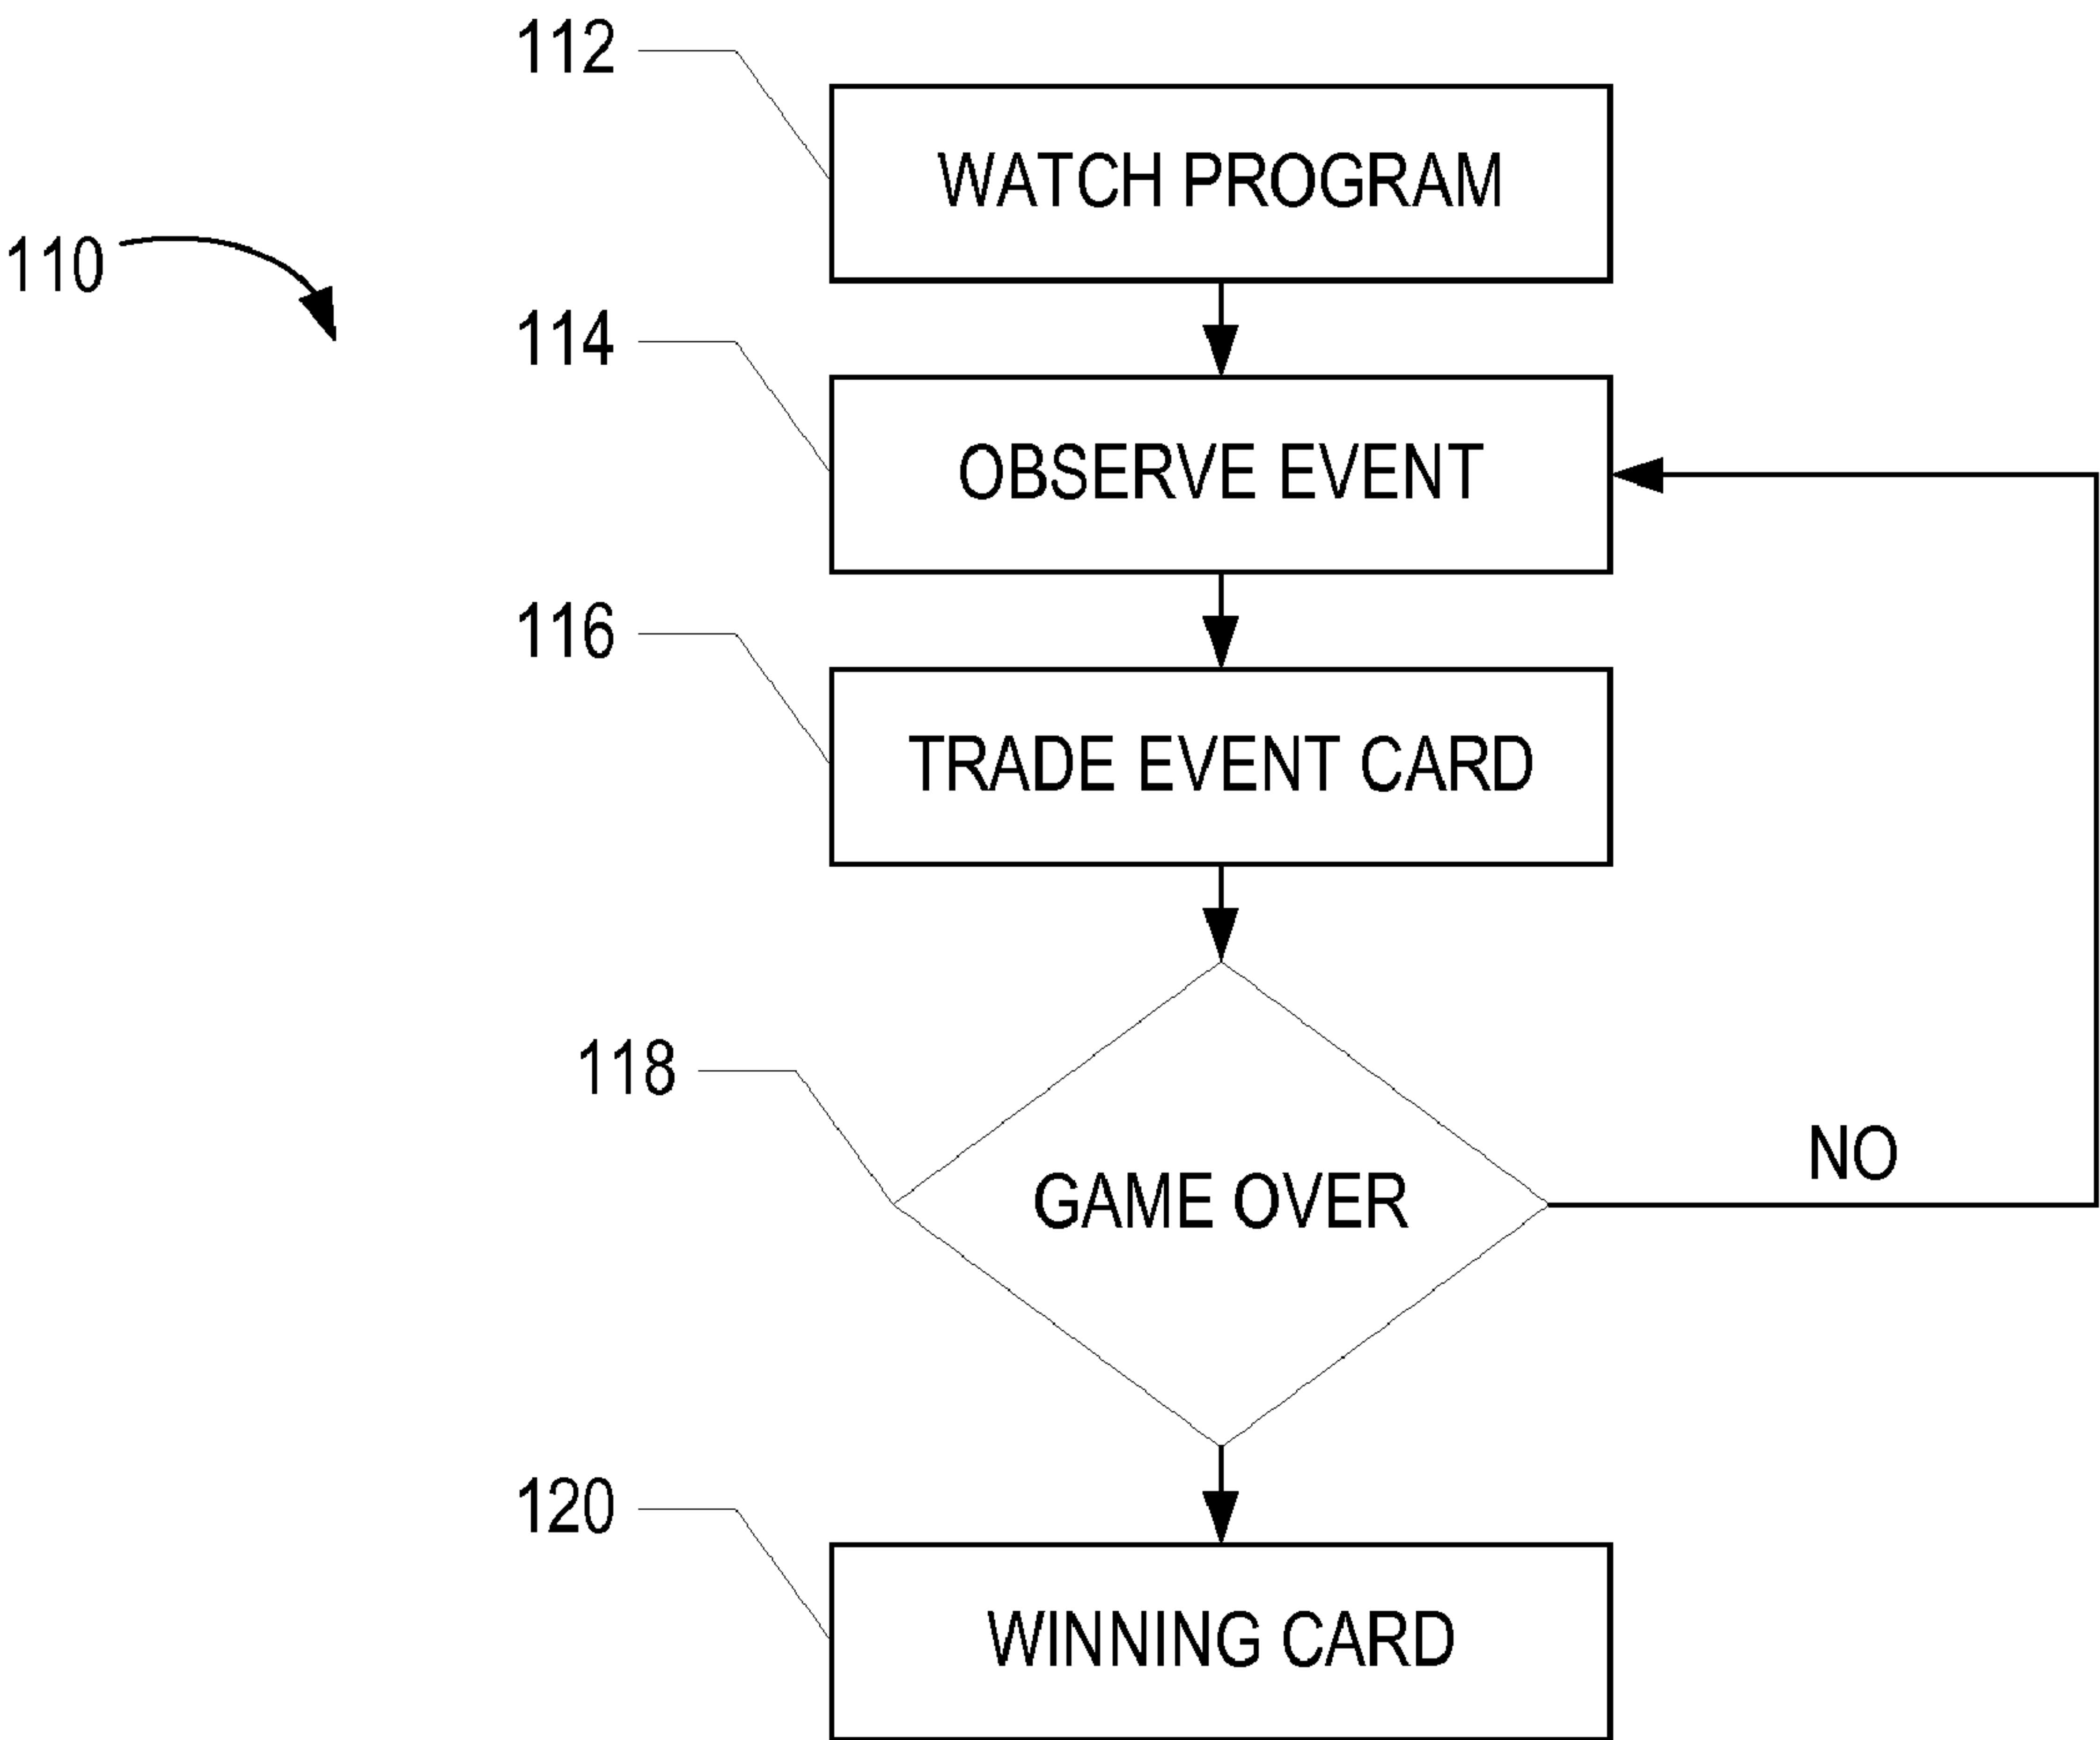 112
WATCH PROGRAM
110
114
OBSERVE EVENT
116
TRADE EVENT CARD
118
GAME OVER
NO
120
WINNING CARD